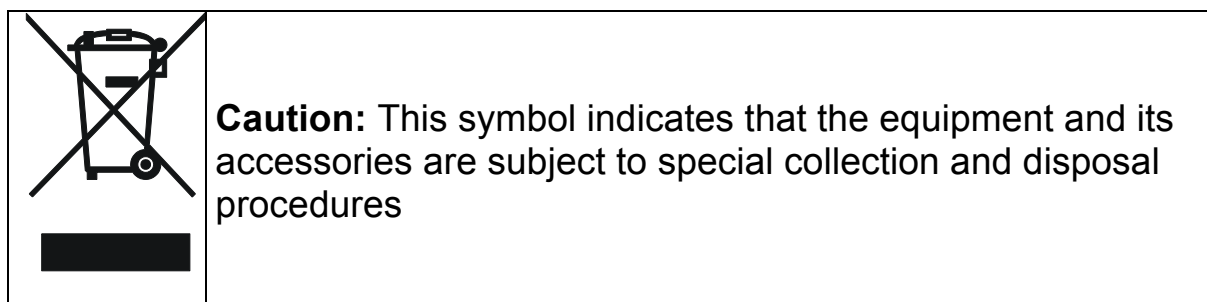 Caution: This symbol indicates that the equipment and its
accessories are subject to special collection and disposal
procedures